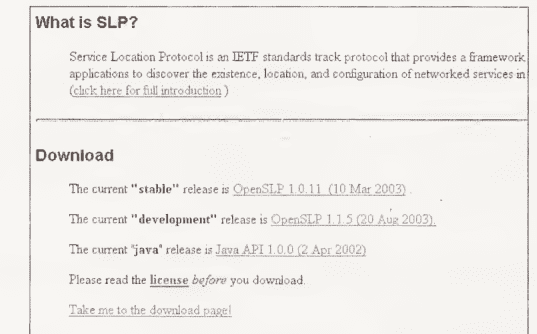 What is SLP?
Service Location Protocol is an IETF standards track protocol that provides a framework
applications to discover the existence, location, and configuration of networked services in
(click here for full introduction )
Download
The current "stable" release is OpenSLP 1.0.11 (10 Mar 2003) .
The current "development" release is OpenSLP 1.1.5 (20 Aug 2003).
The current "java" release is Java API 1.0.0 (2 Apr 2002)
Please read the license before you download.
Take me to the download page!